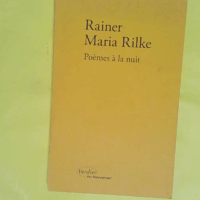 Rainer
Maria Rilke
Poèmes à la nuit
Verdier